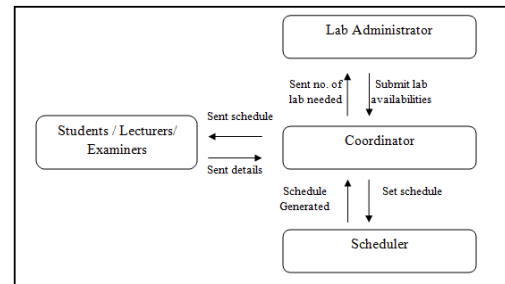 Lab Administrator
Sent no. of
lab needed
Submit lab
availabilities
Sent schedule
Students / Lecturers/
Examiners
Coordinator
Sent details
Schedule
Generated
Set schedule
Scheduler